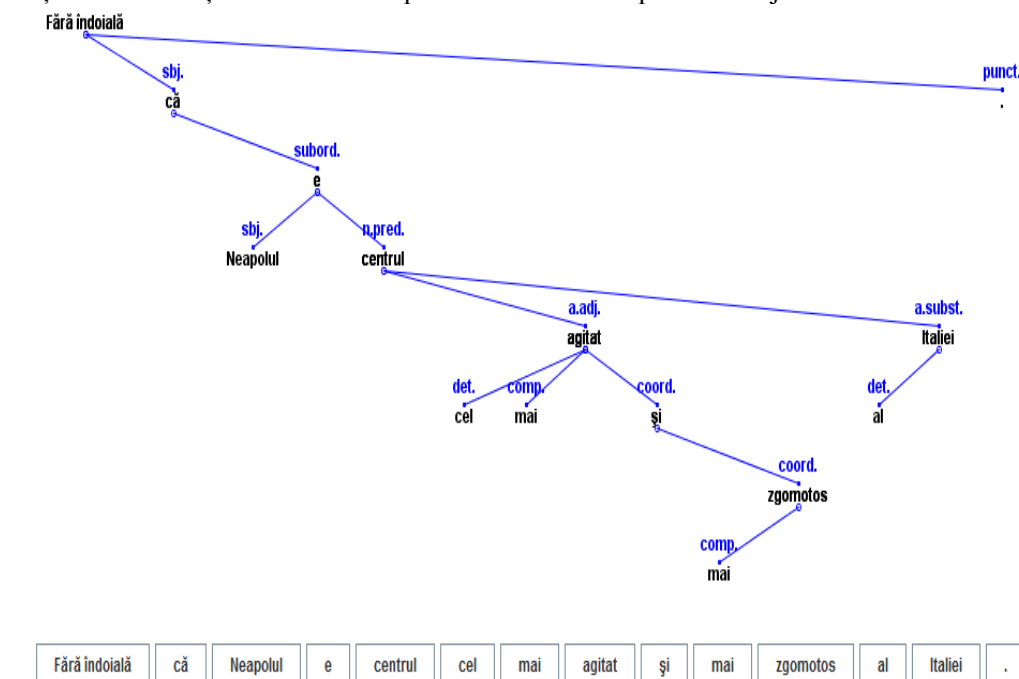 Fără îndoială
sbj. punct.
că .
subord.
e
sbj. n.pred.
Neapolul centrul
a.adj. a.subst.
agitat Italiei
det. comp. coord. det.
cel mai şi al
coord.
zgomotos
comp.
mai
Fără îndoială că Neapolul e centrul cel mai agitat şi mai zgomotos al Italiei .